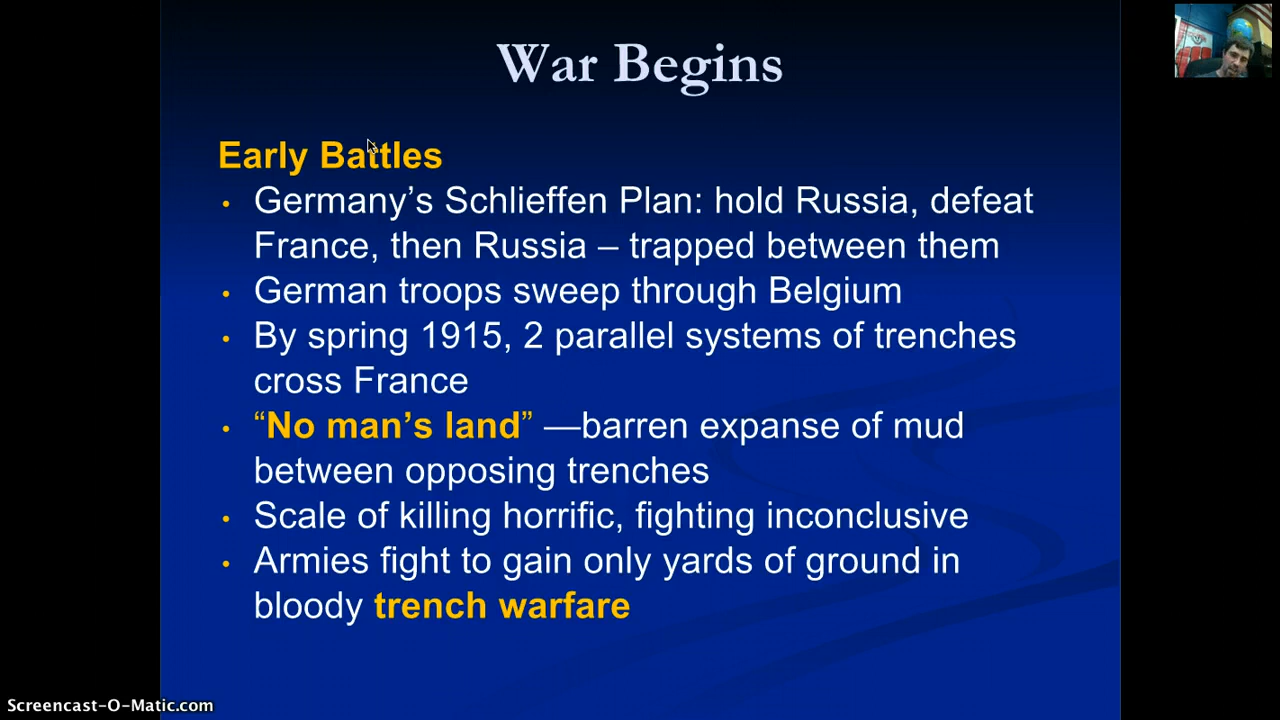 War Begins
Early Battles
• Germany’s Schlieffen Plan: hold Russia, defeat
France, then Russia – trapped between them
• German troops sweep through Belgium
• By spring 1915, 2 parallel systems of trenches
cross France
• “No man’s land” —barren expanse of mud
between opposing trenches
• Scale of killing horrific, fighting inconclusive
• Armies fight to gain only yards of ground in
bloody trench warfare
Screencast-O-Matic.com